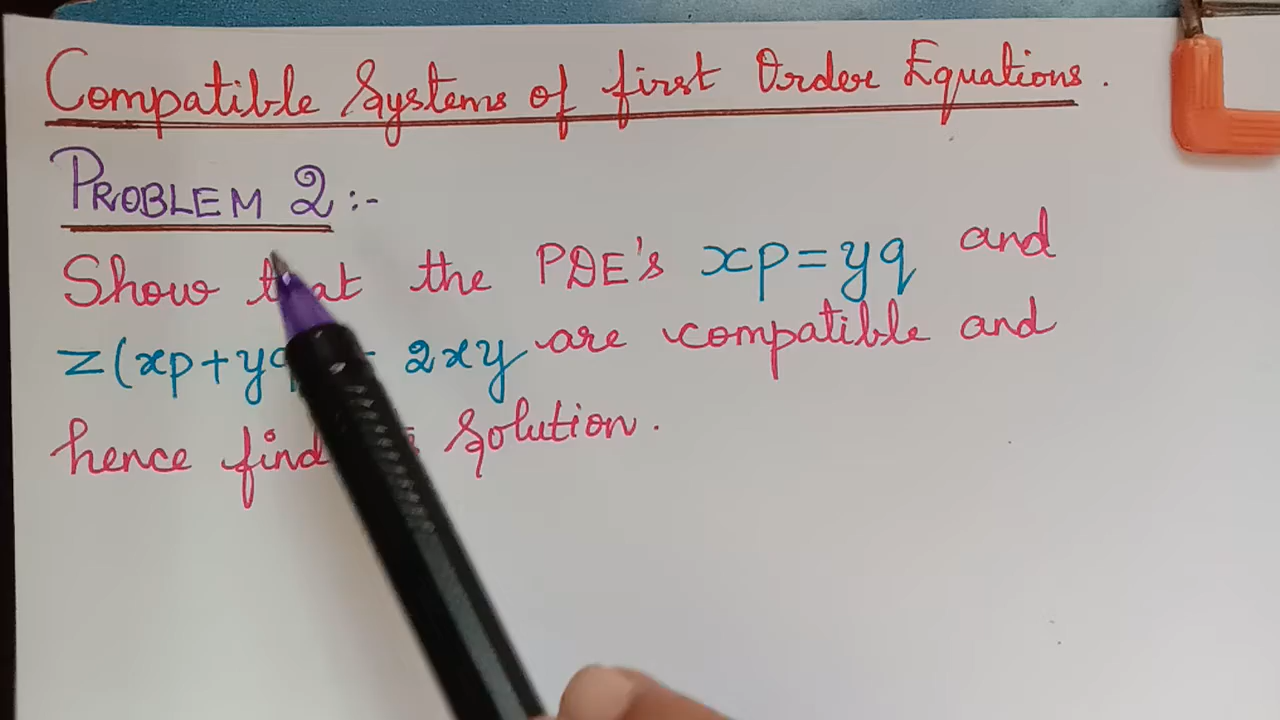 Compatible Systems of first Order Equations.
PROBLEM 2:-
Show that the PDE's xp=yq and
z(xp+yq 2xy are compatible and
hence find solution.